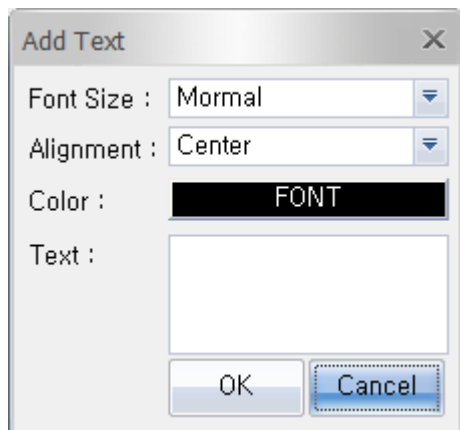 Add Text
Font Size : Mormal
Alignment : Center
Color : FONT
Text :
OK Cancel